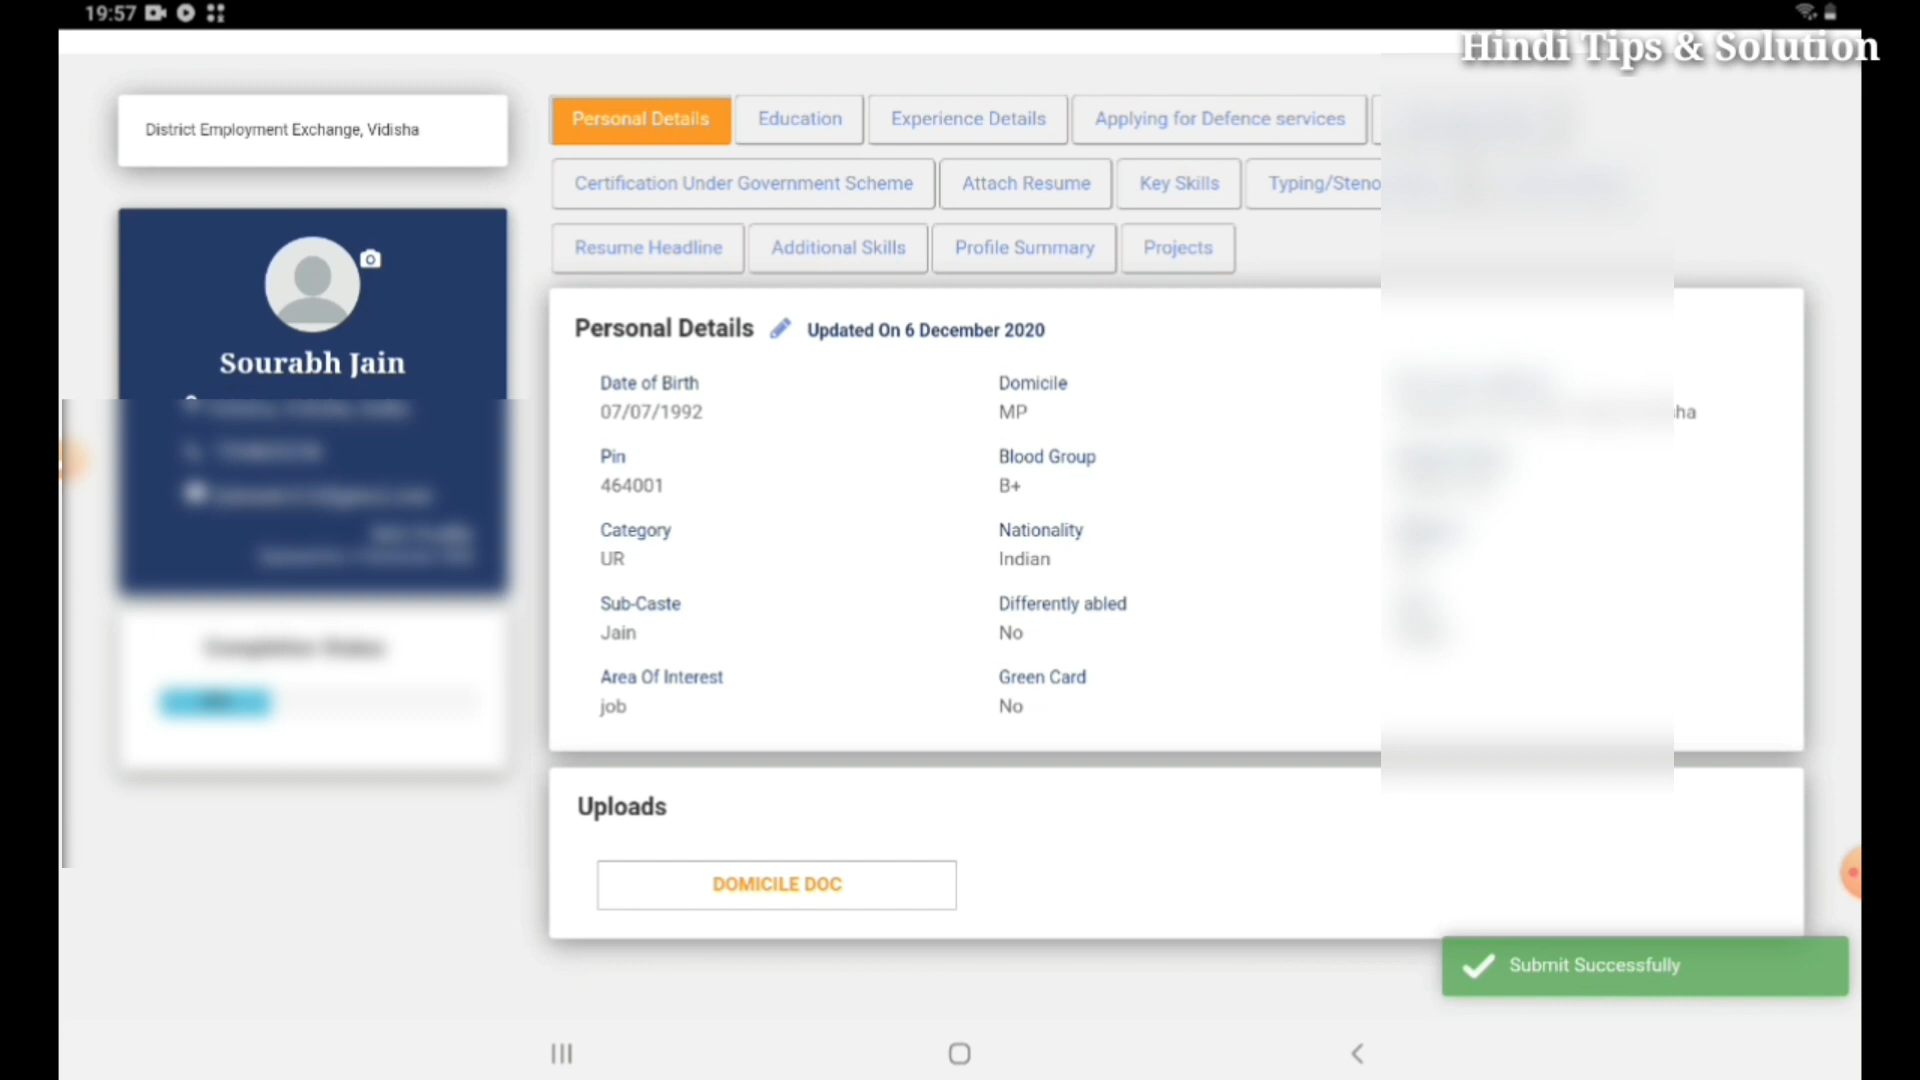 19:57
Hindi Tips & Solution
District Employment Exchange, Vidisha
Sourabh Jain
Personal Details
Education
Experience Details
Applying for Defence services
Certification Under Government Scheme
Attach Resume
Key Skills
Typing/Steno
Resume Headline
Additional Skills
Profile Summary
Projects
Personal Details Updated On 6 December 2020
Date of Birth
07/07/1992
Domicile
MP
ha
Pin
464001
Blood Group
B+
Category
UR
Nationality
Indian
Sub-Caste
Jain
Differently abled
No
Area Of Interest
job
Green Card
No
Uploads
DOMICILE DOC
Submit Successfully